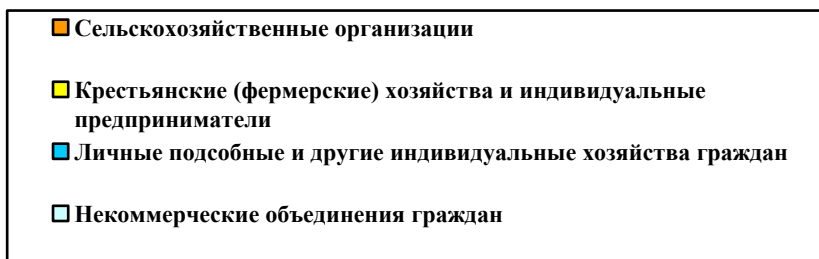 Сельскохозяйственные организации
Крестьянские (фермерские) хозяйства и индивидуальные
предприниматели
Личные подсобные и другие индивидуальные хозяйства граждан
Некоммерческие объединения граждан